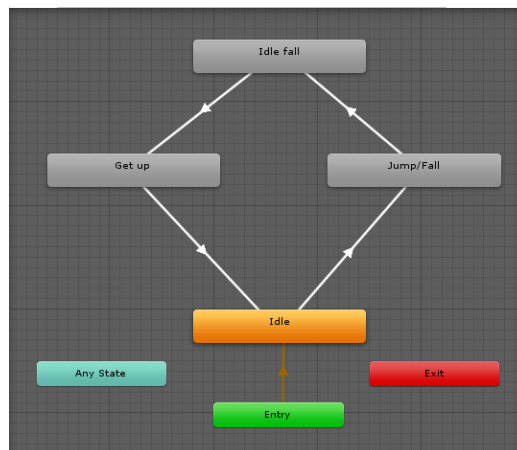 Idle fall
Get up
Jump/Fall
Idle
Any State
Exit
Entry